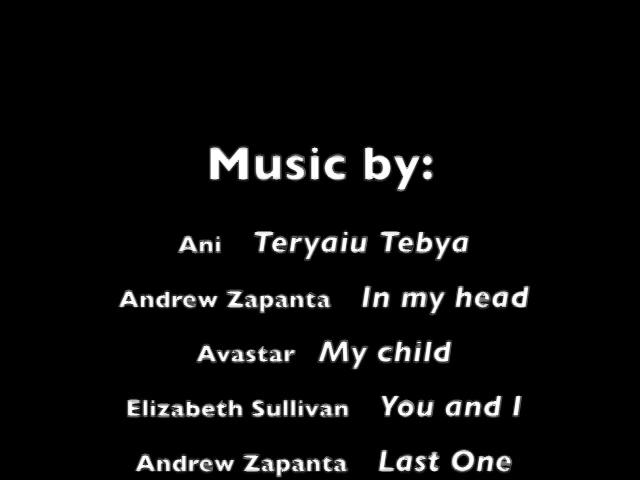 Music by:
Ani Teryaiu Tebya
Andrew Zapanta In my head
Avastar My child
Elizabeth Sullivan You and I
Andrew Zapanta Last One